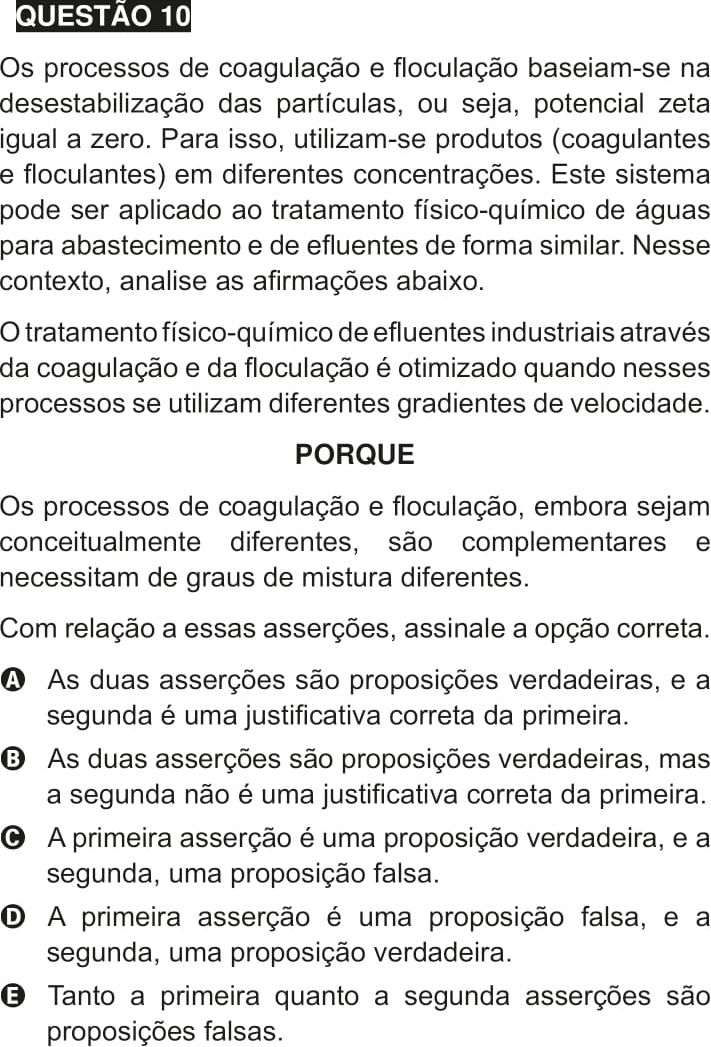 QUESTÃO 10
Os processos de coagulação e floculação baseiam-se na
desestabilização das partículas, ou seja, potencial zeta
igual a zero. Para isso, utilizam-se produtos (coagulantes
e floculantes) em diferentes concentrações. Este sistema
pode ser aplicado ao tratamento físico-químico de águas
para abastecimento e de efluentes de forma similar. Nesse
contexto, analise as afirmações abaixo.
O tratamento físico-químico de efluentes industriais através
da coagulação e da floculação é otimizado quando nesses
processos se utilizam diferentes gradientes de velocidade.
PORQUE
Os processos de coagulação e floculação, embora sejam
conceitualmente diferentes, são complementares e
necessitam de graus de mistura diferentes.
Com relação a essas asserções, assinale a opção correta.
A As duas asserções são proposições verdadeiras, e a
segunda é uma justificativa correta da primeira.
B As duas asserções são proposições verdadeiras, mas
a segunda não é uma justificativa correta da primeira.
C A primeira asserção é uma proposição verdadeira, e a
segunda, uma proposição falsa.
D A primeira asserção é uma proposição falsa, e a
segunda, uma proposição verdadeira.
E Tanto a primeira quanto a segunda asserções são
proposições falsas.